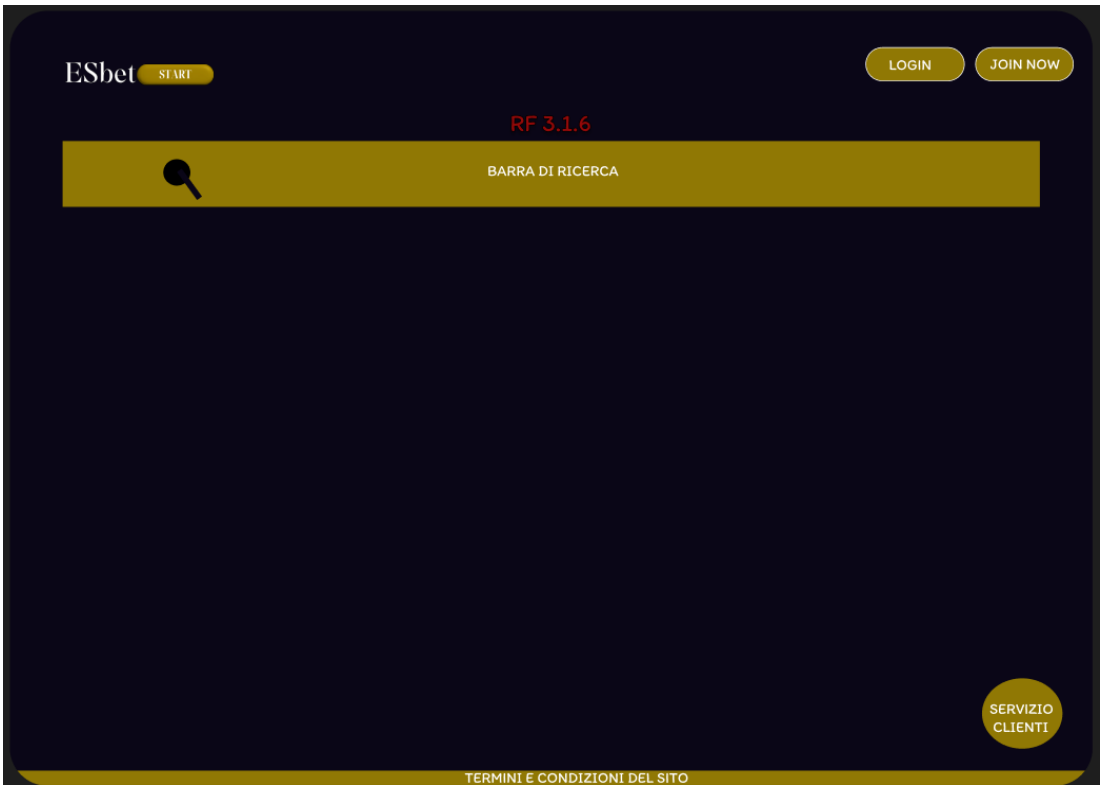 ESbet START
LOGIN
JOIN NOW
RF 3.1.6
BARRA DI RICERCA
SERVIZIO
CLIENTI
TERMINI E CONDIZIONI DEL SITO